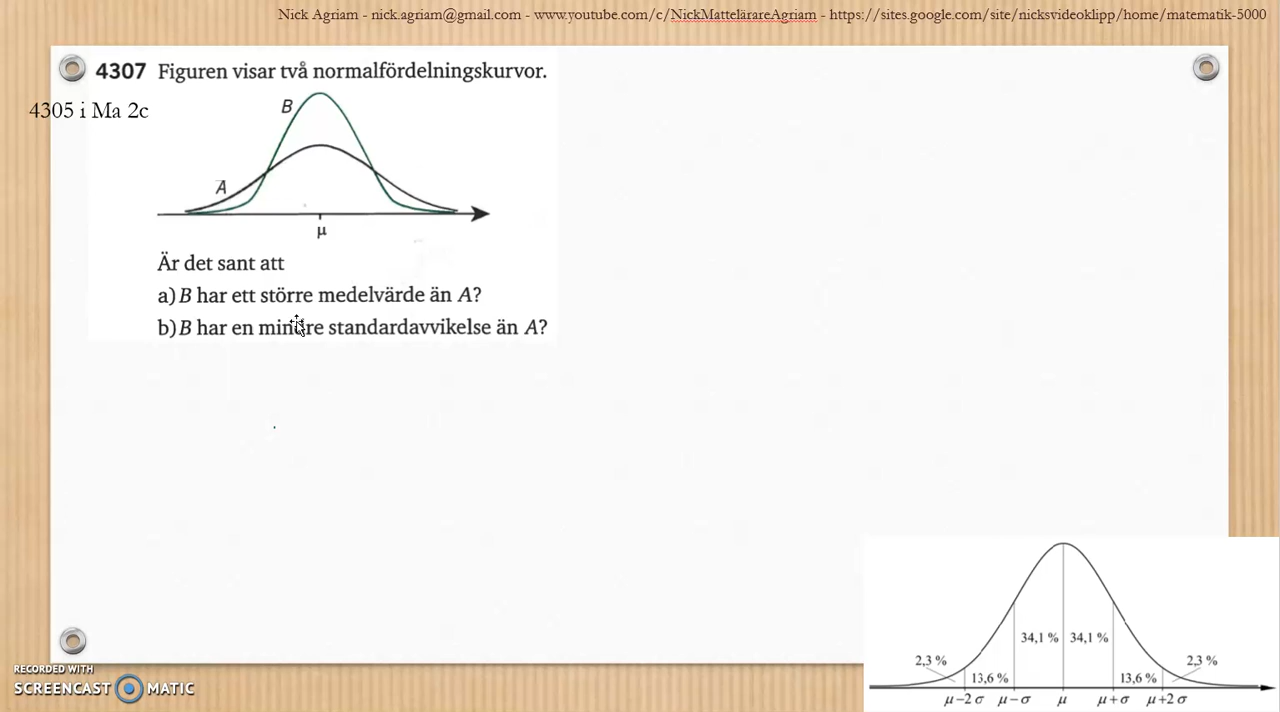 Nick Agriam - nick.agriam@gmail.com - www.youtube.com/c/NickMattelärareAgriam - https://sites.google.com/site/nicksvideoklipp/home/matematik-5000
4307 Figuren visar två normalfördelningskurvor.
4305 i Ma 2c
B
A
μ
Är det sant att
a) B har ett större medelvärde än A?
b) B har en mindre standardavvikelse än A?
34,1 % 34,1 %
2,3 % 2,3 %
13,6 % 13,6 %
μ−2σ μ−σ μ μ+σ μ+2σ
RECORDED WITH
SCREENCAST MATIC